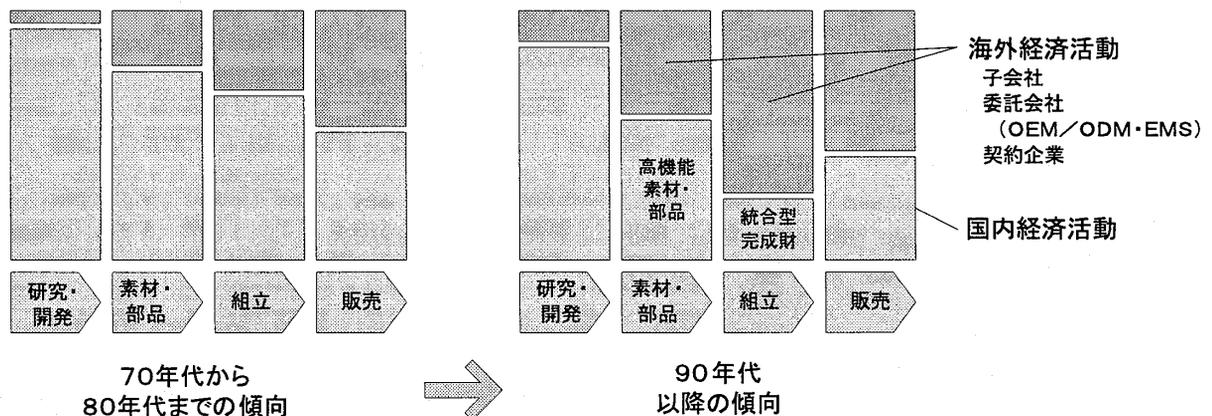 研究・
開発
素材・
部品
組立
販売
70年代から
80年代までの傾向
高機能
素材・
部品
統合型
完成財
海外経済活動
子会社
委託会社
(OEM/ODM・EMS)
契約企業
国内経済活動
研究・
開発
素材・
部品
組立
販売
90年代
以降の傾向